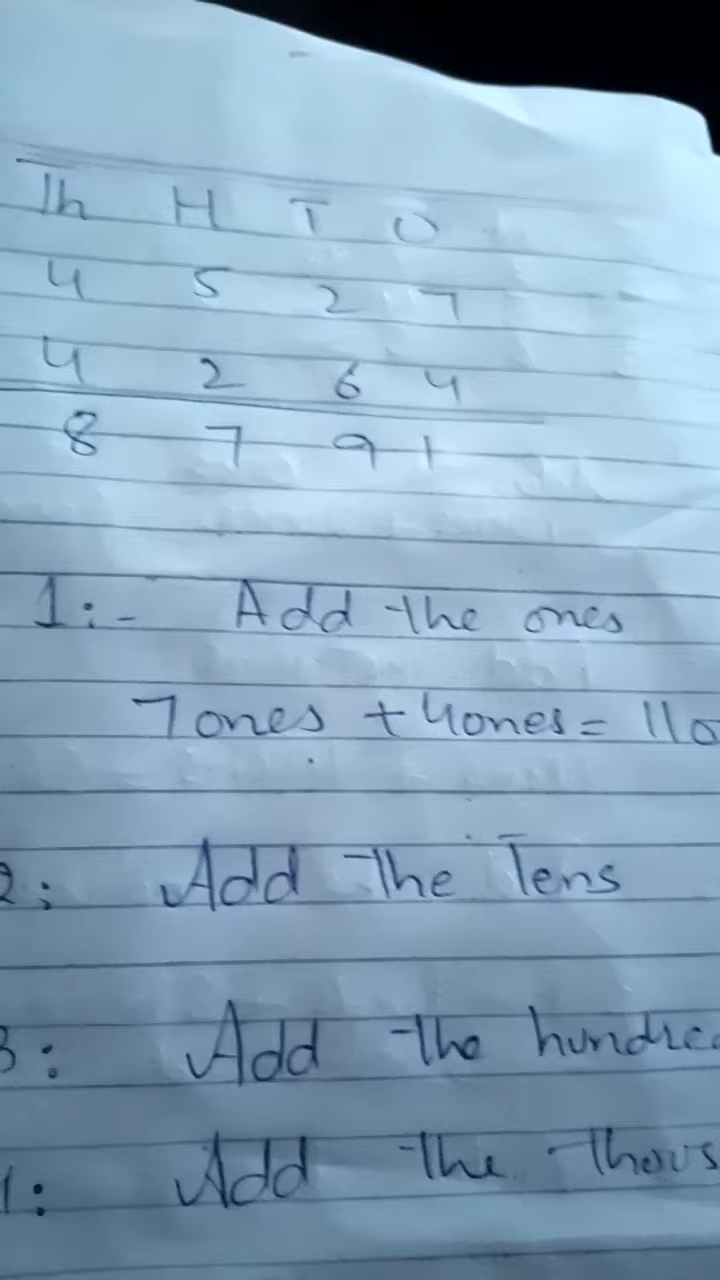 Th H T O
4 5 2 7
4 2 6 4
8 7 9 1
1:- Add the ones
7ones + 4ones = 11o
2: Add The Tens
3: Add the hundre
Add the Thous